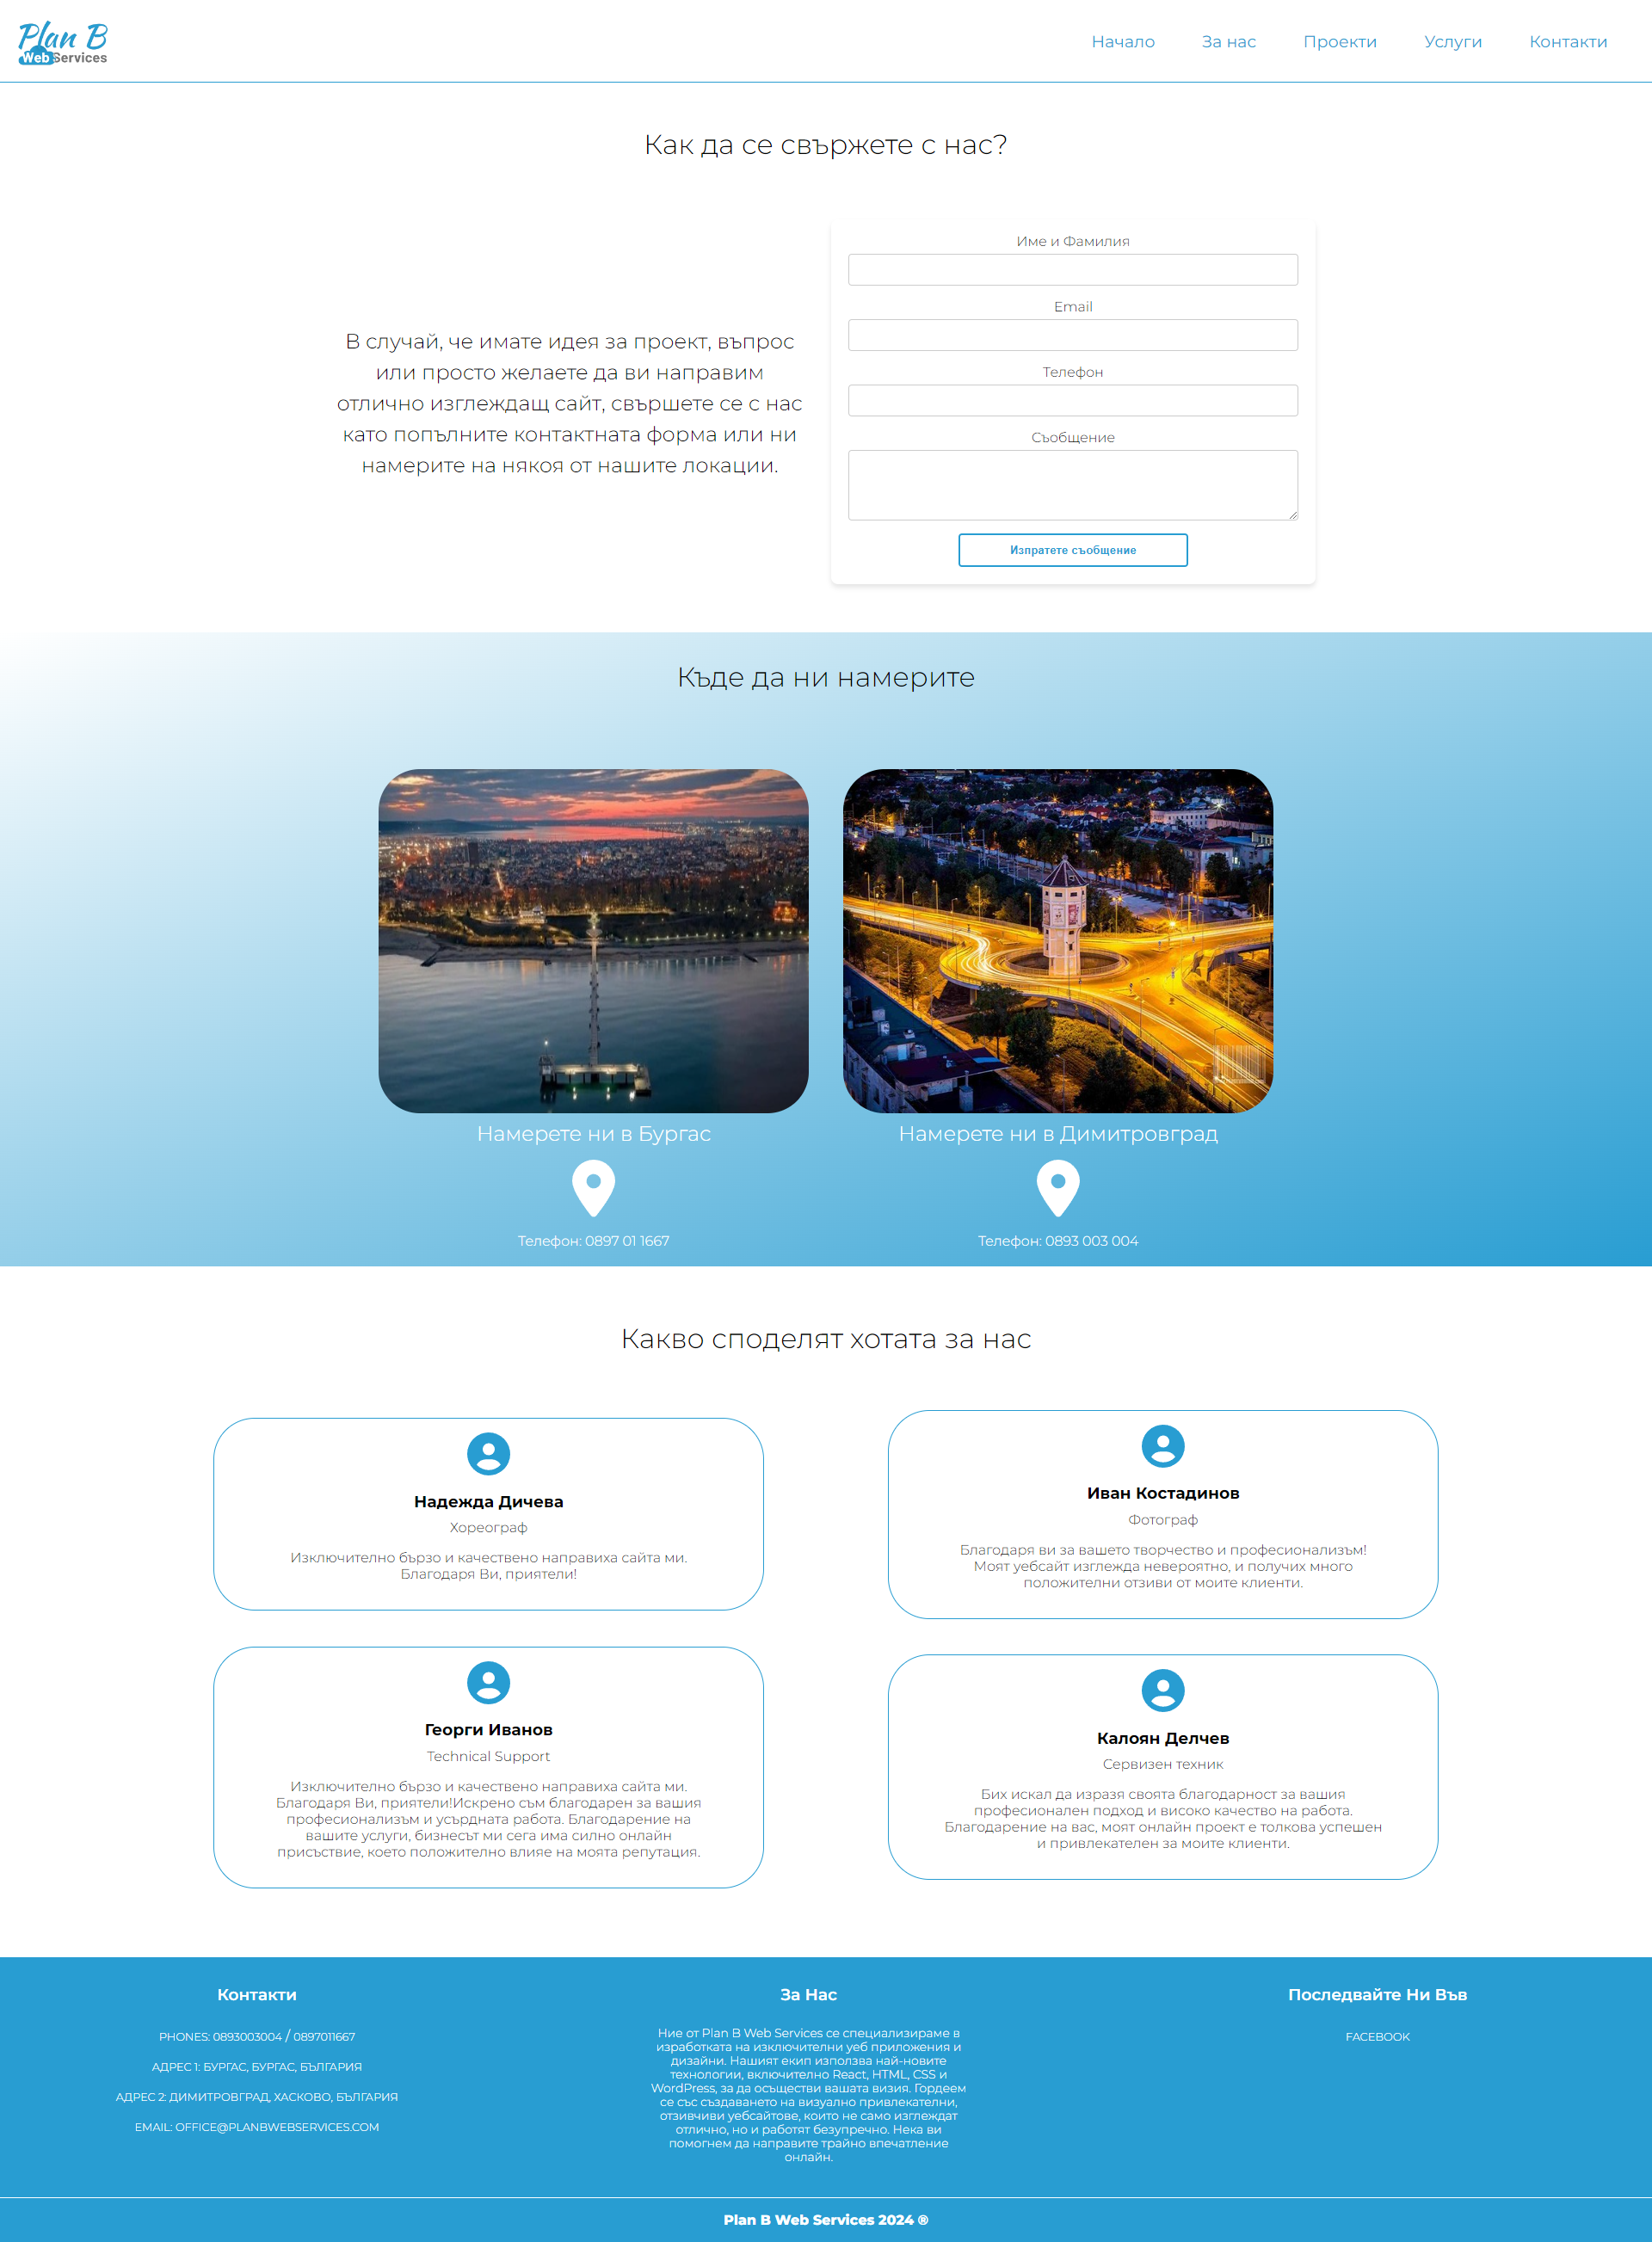 Plan B
Web Services
Начало За нас Проекти Услуги Контакти
Как да се свържете с нас?
В случай, че имате идея за проект, въпрос
или просто желаете да ви направим
отлично изглеждащ сайт, свършете се с нас
като попълните контактната форма или ни
намерите на някоя от нашите локации.
Име и Фамилия
Email
Телефон
Съобщение
Изпратете съобщение
Къде да ни намерите
Намерете ни в Бургас
Телефон: 0897 01 1667
Намерете ни в Димитровград
Телефон: 0893 003 004
Какво споделят хотата за нас
Надежда Дичева
Хореограф
Изключително бързо и качествено направиха сайта ми.
Благодаря Ви, приятели!
Иван Костадинов
Фотограф
Благодаря ви за вашето творчество и професионализъм!
Моят уебсайт изглежда невероятно, и получих много
положителни отзиви от моите клиенти.
Георги Иванов
Technical Support
Изключително бързо и качествено направиха сайта ми.
Благодаря Ви, приятели!Искрено съм благодарен за вашия
професионализъм и усърдната работа. Благодарение на
вашите услуги, бизнесът ми сега има силно онлайн
присъствие, което положително влияе на моята репутация.
Калоян Делчев
Сервизен техник
Бих искал да изразя своята благодарност за вашия
професионален подход и високо качество на работа.
Благодарение на вас, моят онлайн проект е толкова успешен
и привлекателен за моите клиенти.
Контакти
PHONES: 0893003004 / 0897011667
АДРЕС 1: БУРГАС, БУРГАС, БЪЛГАРИЯ
АДРЕС 2: ДИМИТРОВГРАД, ХАСКОВО, БЪЛГАРИЯ
EMAIL: OFFICE@PLANBWEBSERVICES.COM
За Нас
Ние от Plan B Web Services се специализираме в
изработката на изключителни уеб приложения и
дизайни. Нашият екип използва най-новите
технологии, включително React, HTML, CSS и
WordPress, за да осъществи вашата визия. Гордеем
се със създаването на визуално привлекателни,
отзивчиви уебсайтове, които не само изглеждат
отлично, но и работят безупречно. Нека ви
помогнем да направите трайно впечатление
онлайн.
Последвайте Ни Във
FACEBOOK
Plan B Web Services 2024 ®